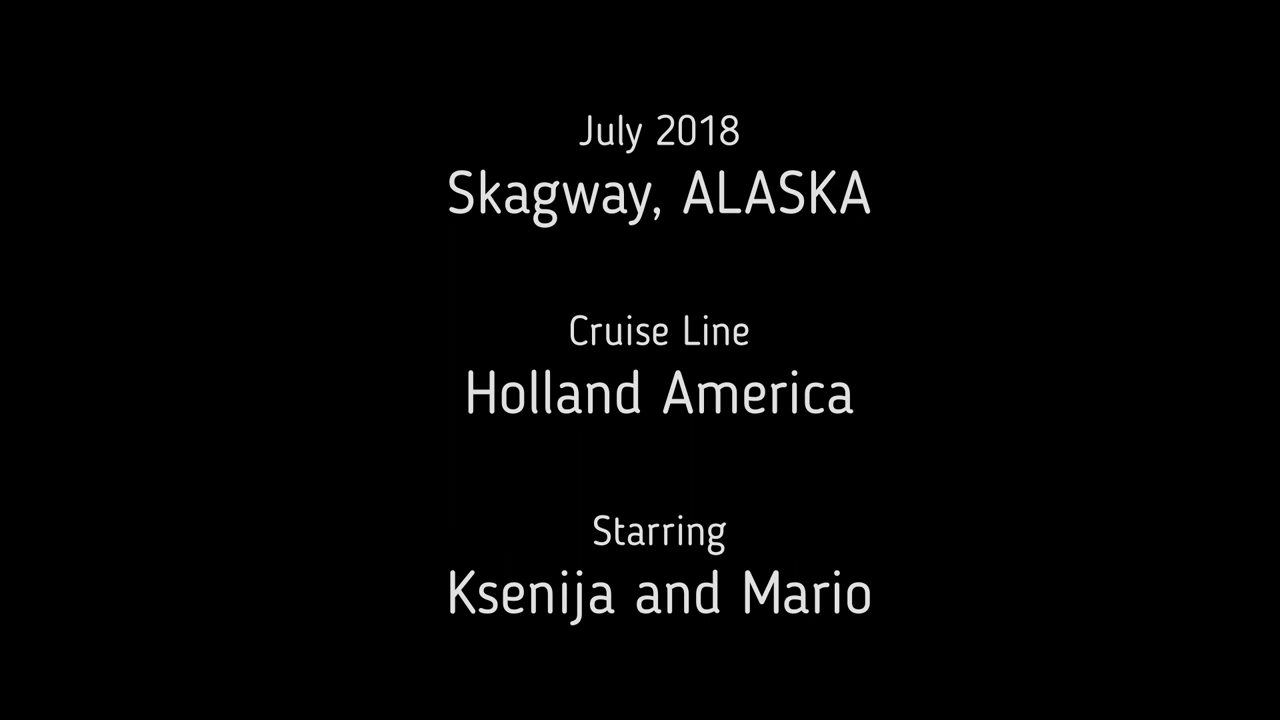 July 2018
Skagway, ALASKA
Cruise Line
Holland America
Starring
Ksenija and Mario